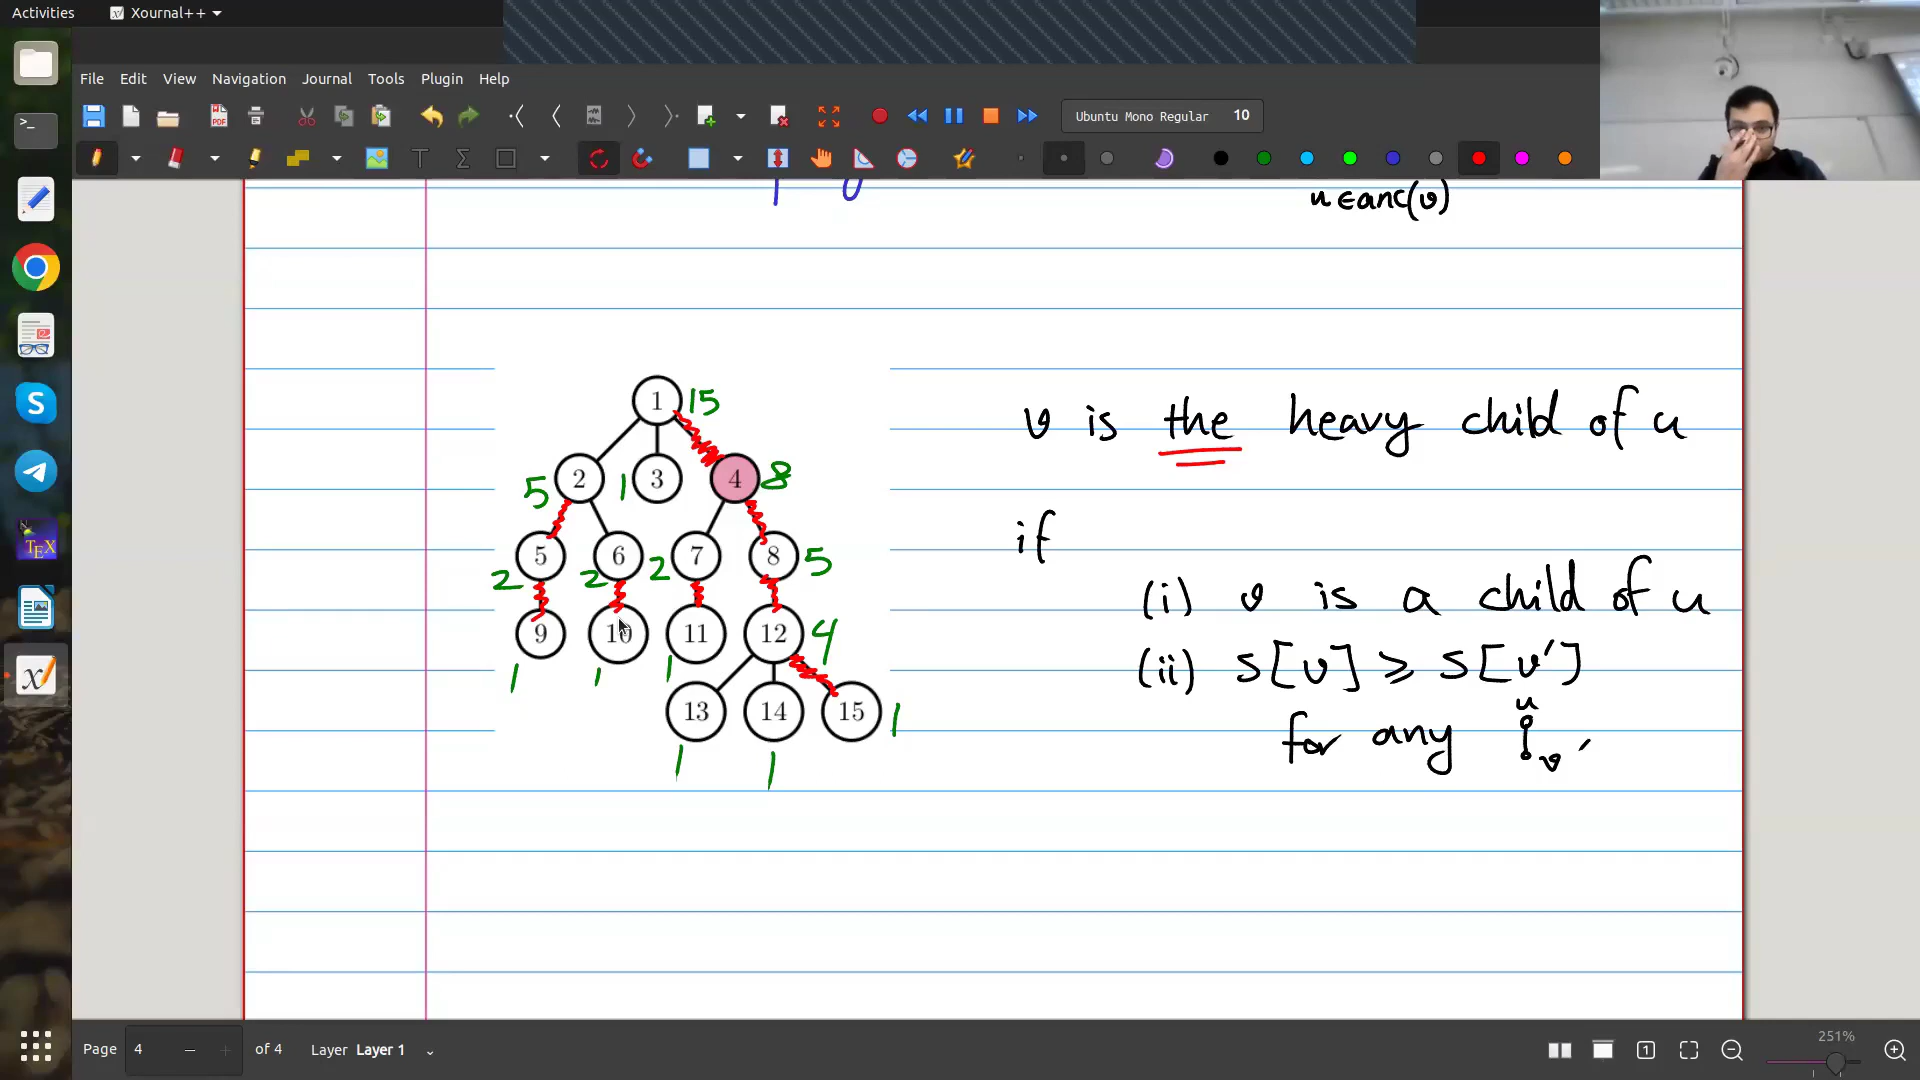 Activities
Xournal++
File Edit View Navigation Journal Tools Plugin Help
Ubuntu Mono Regular 10
u ∈ anc(v)
1 15
2 3 4
5 1 8
5 6 7 8
2 2 2 5
9 10 11 12
1 1 1 4
13 14 15
1 1 1
v is the heavy child of u
if
(i) v is a child of u
(ii) S[v] ⩾ S[v']
for any u v'
TEX
Page 4 of 4 Layer Layer 1
251%